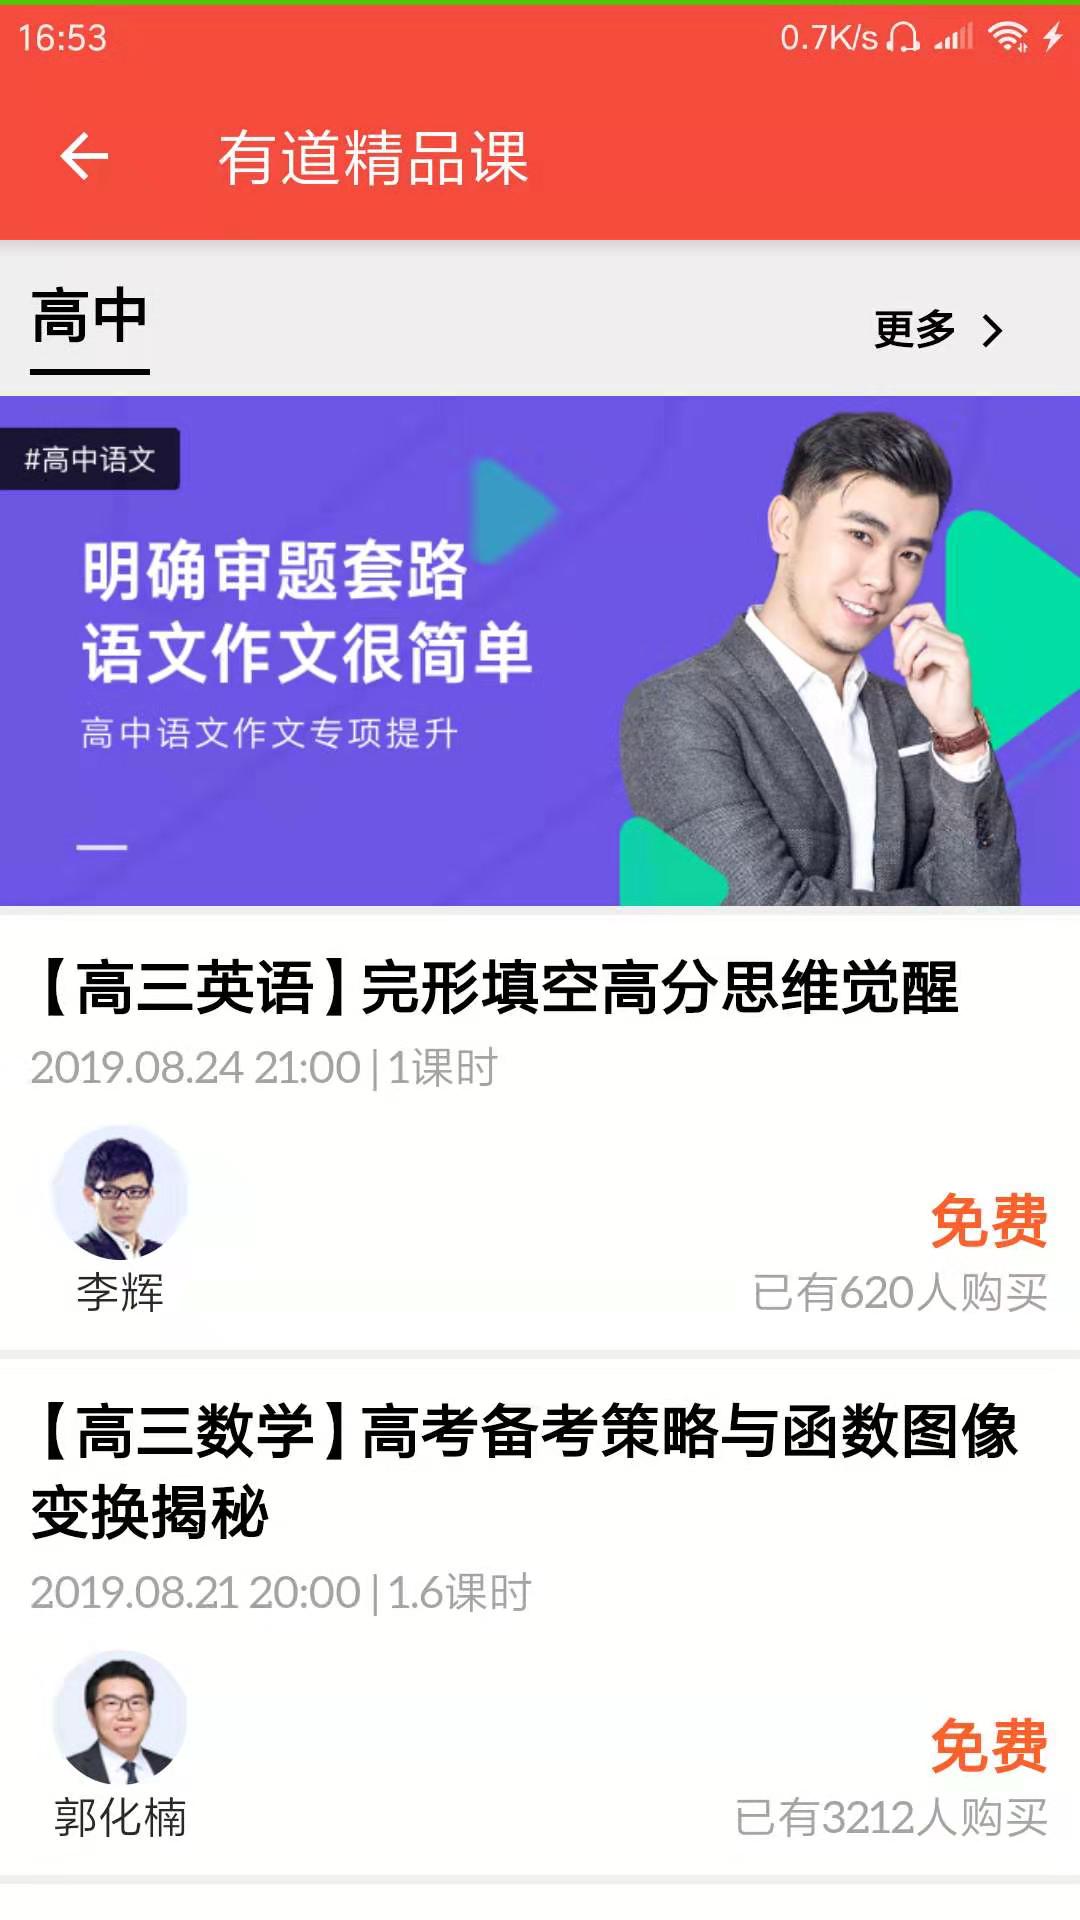 16:53 0.7K/s
有道精品课
高中
更多
#高中语文
明确审题套路
语文作文很简单
高中语文作文专项提升
【高三英语】完形填空高分思维觉醒
2019.08.24 21:00 | 1课时
李辉
免费
已有620人购买
【高三数学】高考备考策略与函数图像
变换揭秘
2019.08.21 20:00 | 1.6课时
郭化楠
免费
已有3212人购买